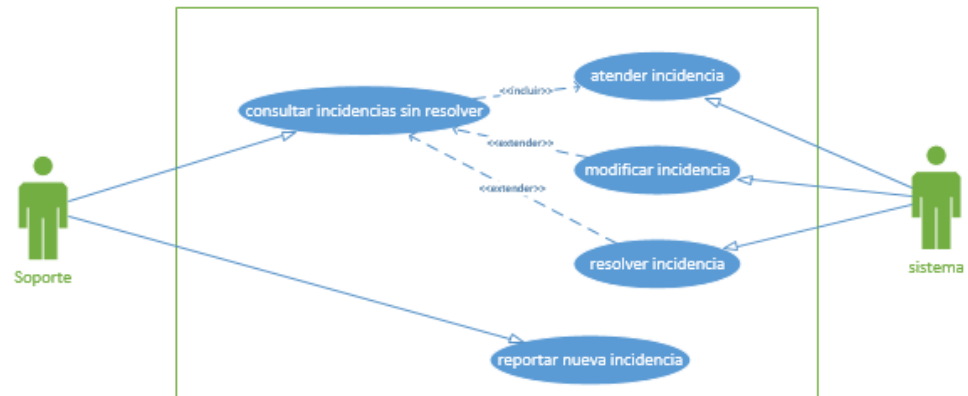 atender incidencia
<<incluir>>
consultar incidencias sin resolver
<<extender>>
modificar incidencia
<<extender>>
resolver incidencia
Soporte
sistema
reportar nueva incidencia